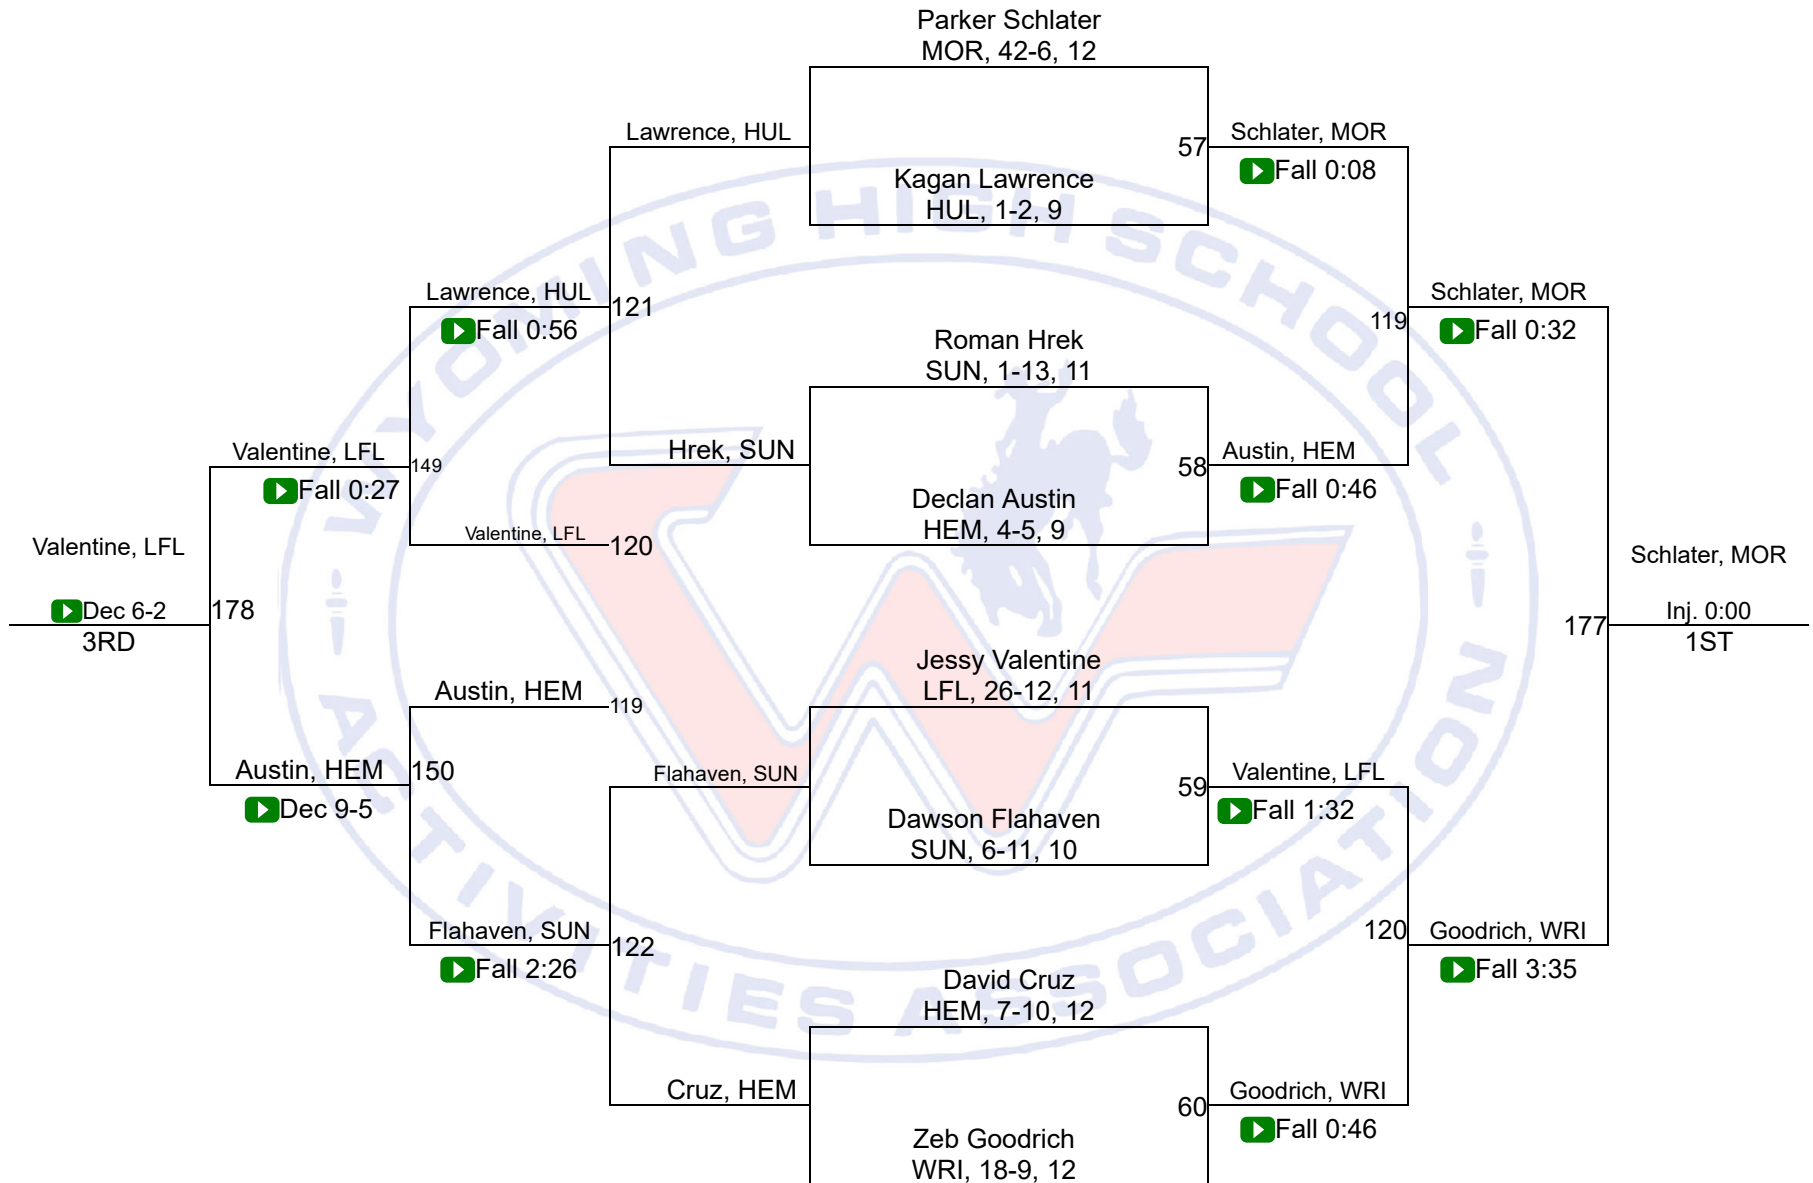 Parker Schlater
MOR, 42-6, 12
Lawrence, HUL
57
Schlater, MOR
Fall 0:08
Kagan Lawrence
HUL, 1-2, 9
Lawrence, HUL
121
Fall 0:56
Schlater, MOR
119
Fall 0:32
Roman Hrek
SUN, 1-13, 11
Valentine, LFL
149
Fall 0:27
Hrek, SUN
58
Austin, HEM
Fall 0:46
Declan Austin
HEM, 4-5, 9
Valentine, LFL
120
Valentine, LFL
Dec 6-2
178
3RD
Schlater, MOR
177
Inj. 0:00
1ST
Austin, HEM
119
Jessy Valentine
LFL, 26-12, 11
Austin, HEM
150
Dec 9-5
Flahaven, SUN
59
Valentine, LFL
Fall 1:32
Dawson Flahaven
SUN, 6-11, 10
Flahaven, SUN
122
Fall 2:26
120
Goodrich, WRI
Fall 3:35
David Cruz
HEM, 7-10, 12
Cruz, HEM
60
Goodrich, WRI
Fall 0:46
Zeb Goodrich
WRI, 18-9, 12
WYOMING HIGH SCHOOL
ACTIVITIES ASSOCIATION